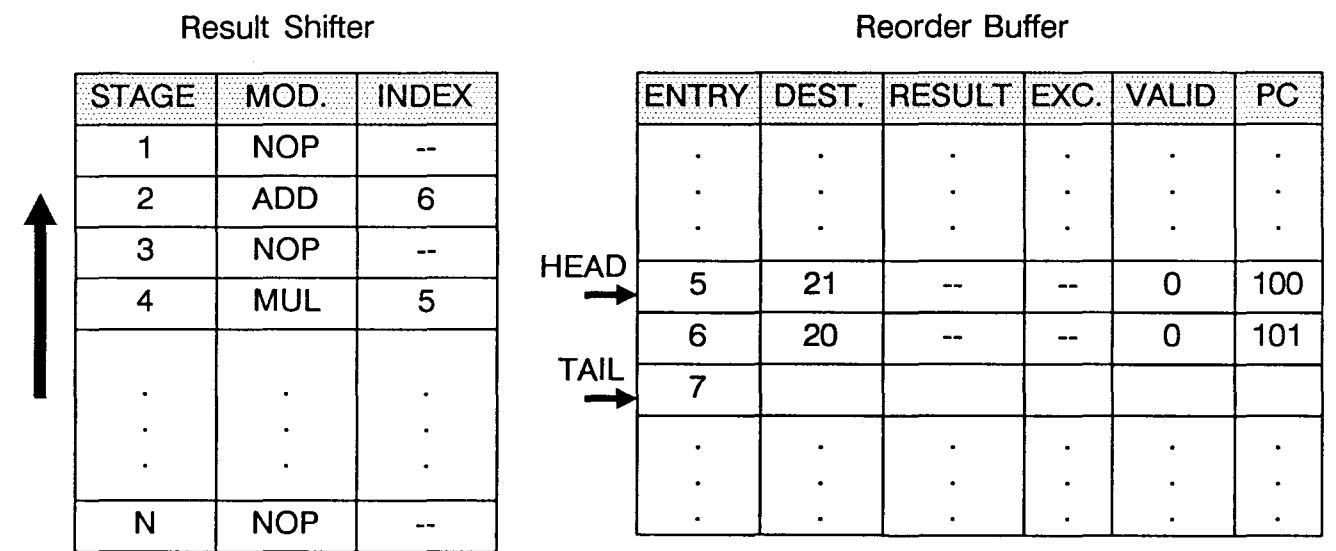 Result Shifter
STAGE MOD. INDEX
1 NOP --
2 ADD 6
3 NOP --
4 MUL 5
. . .
. . .
. . .
N NOP --
Reorder Buffer
ENTRY DEST. RESULT EXC. VALID PC
. . . . . .
. . . . . .
. . . . . .
HEAD
5 21 -- -- 0 100
6 20 -- -- 0 101
TAIL
7
. . . . . .
. . . . . .
. . . . . .